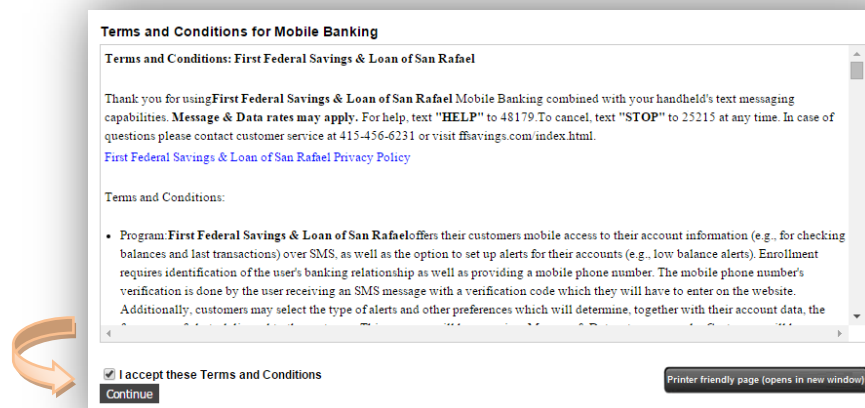 Terms and Conditions for Mobile Banking
Terms and Conditions: First Federal Savings & Loan of San Rafael
Thank you for usingFirst Federal Savings & Loan of San Rafael Mobile Banking combined with your handheld's text messaging
capabilities. Message & Data rates may apply. For help, text "HELP" to 48179.To cancel, text "STOP" to 25215 at any time. In case of
questions please contact customer service at 415-456-6231 or visit ffsavings.com/index.html.
First Federal Savings & Loan of San Rafael Privacy Policy
Terms and Conditions:
• Program:First Federal Savings & Loan of San Rafaeloffers their customers mobile access to their account information (e.g., for checking
balances and last transactions) over SMS, as well as the option to set up alerts for their accounts (e.g., low balance alerts). Enrollment
requires identification of the user's banking relationship as well as providing a mobile phone number. The mobile phone number's
verification is done by the user receiving an SMS message with a verification code which they will have to enter on the website.
Additionally, customers may select the type of alerts and other preferences which will determine, together with their account data, the
I accept these Terms and Conditions
Continue
Printer friendly page (opens in new window)